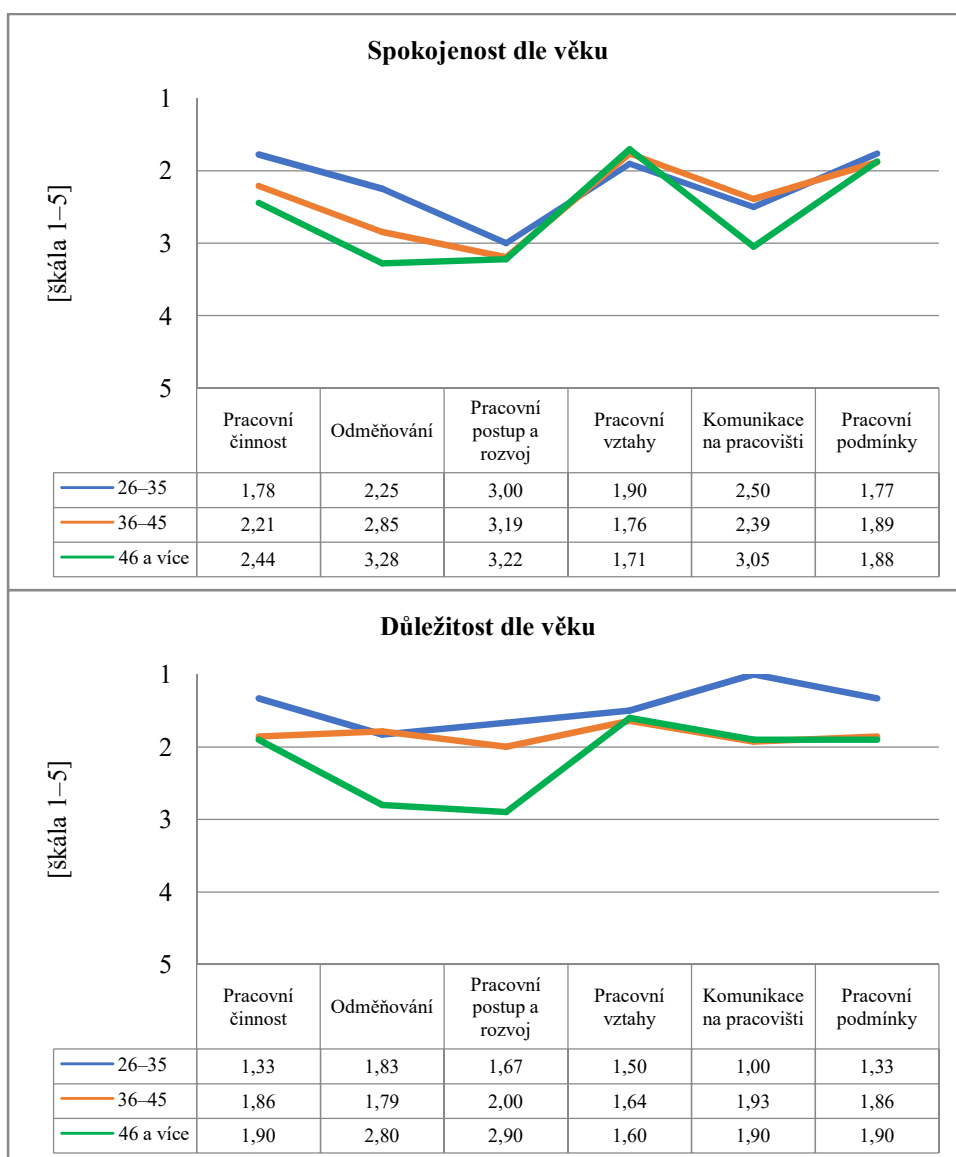 Spokojenost dle věku
[škála 1–5]
1
2
3
4
5
Pracovní činnost Odměňování Pracovní postup a rozvoj Pracovní vztahy Komunikace na pracovišti Pracovní podmínky
26–35 1,78 2,25 3,00 1,90 2,50 1,77
36–45 2,21 2,85 3,19 1,76 2,39 1,89
46 a více 2,44 3,28 3,22 1,71 3,05 1,88
Důležitost dle věku
[škála 1–5]
1
2
3
4
5
Pracovní činnost Odměňování Pracovní postup a rozvoj Pracovní vztahy Komunikace na pracovišti Pracovní podmínky
26–35 1,33 1,83 1,67 1,50 1,00 1,33
36–45 1,86 1,79 2,00 1,64 1,93 1,86
46 a více 1,90 2,80 2,90 1,60 1,90 1,90